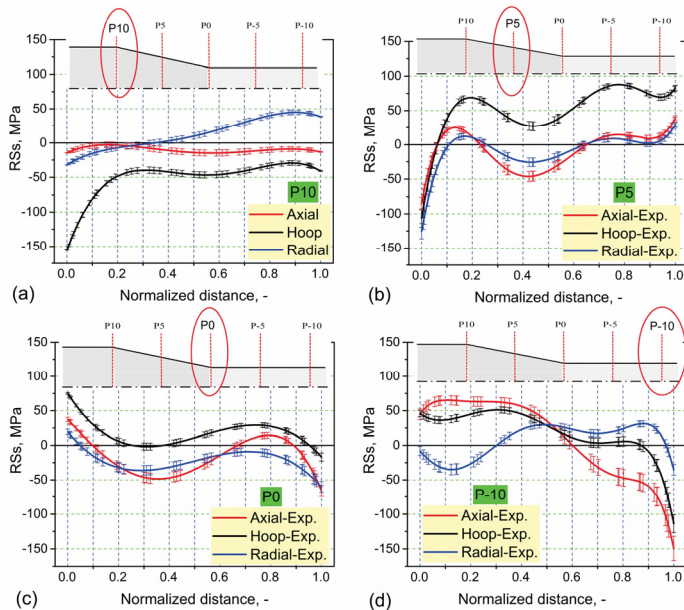 P10 P5 P0 P-5 P-10
150
100
50
0
-50
-100
-150
RSs, MPa
P10
Axial
Hoop
Radial
0.0 0.2 0.4 0.6 0.8 1.0
(a)
Normalized distance, -
P10 P5 P0 P-5 P-10
150
100
50
0
-50
-100
-150
RSs, MPa
P5
Axial-Exp.
Hoop-Exp.
Radial-Exp.
0.0 0.2 0.4 0.6 0.8 1.0
(b)
Normalized distance, -
P10 P5 P0 P-5 P-10
150
100
50
0
-50
-100
-150
RSs, MPa
P0
Axial-Exp.
Hoop-Exp.
Radial-Exp.
0.0 0.2 0.4 0.6 0.8 1.0
(c)
Normalized distance, -
P10 P5 P0 P-5 P-10
150
100
50
0
-50
-100
-150
RSs, MPa
P-10
Axial-Exp.
Hoop-Exp.
Radial-Exp.
0.0 0.2 0.4 0.6 0.8 1.0
(d)
Normalized distance, -